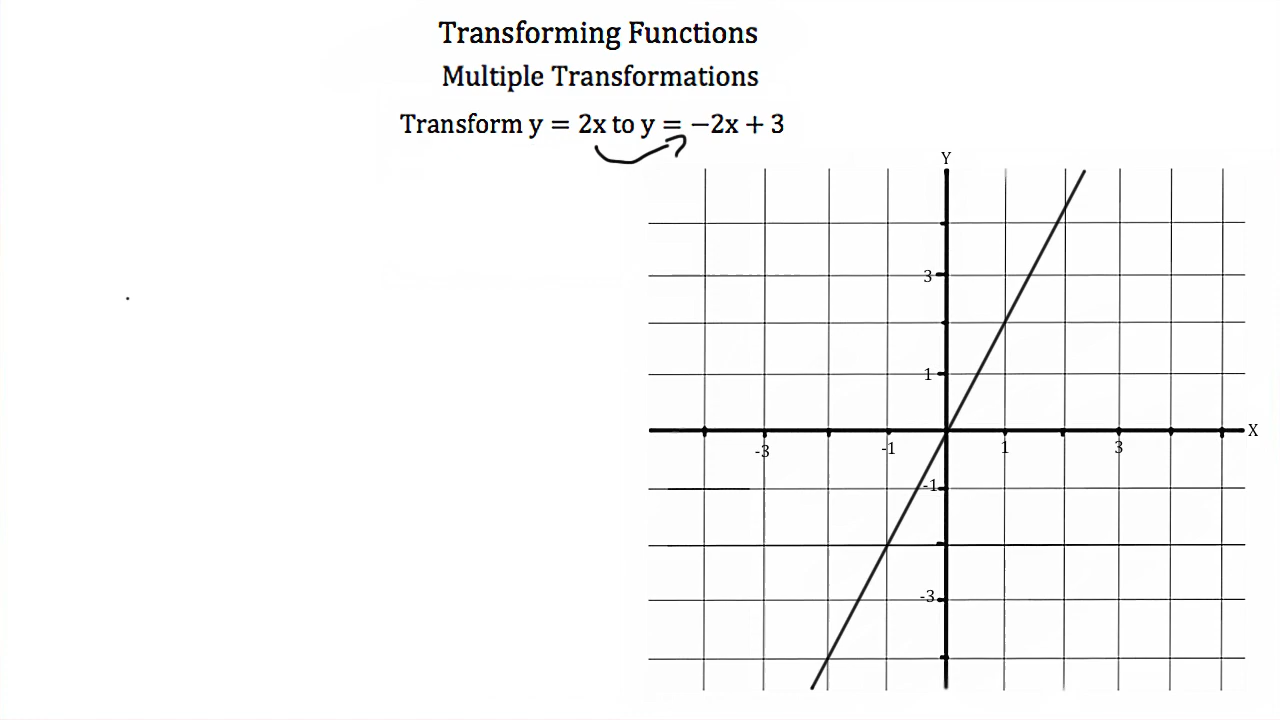 Transforming Functions
Multiple Transformations
Transform y = 2x to y = −2x + 3
Y
3
1
X
-3
-1
1
3
-1
-3